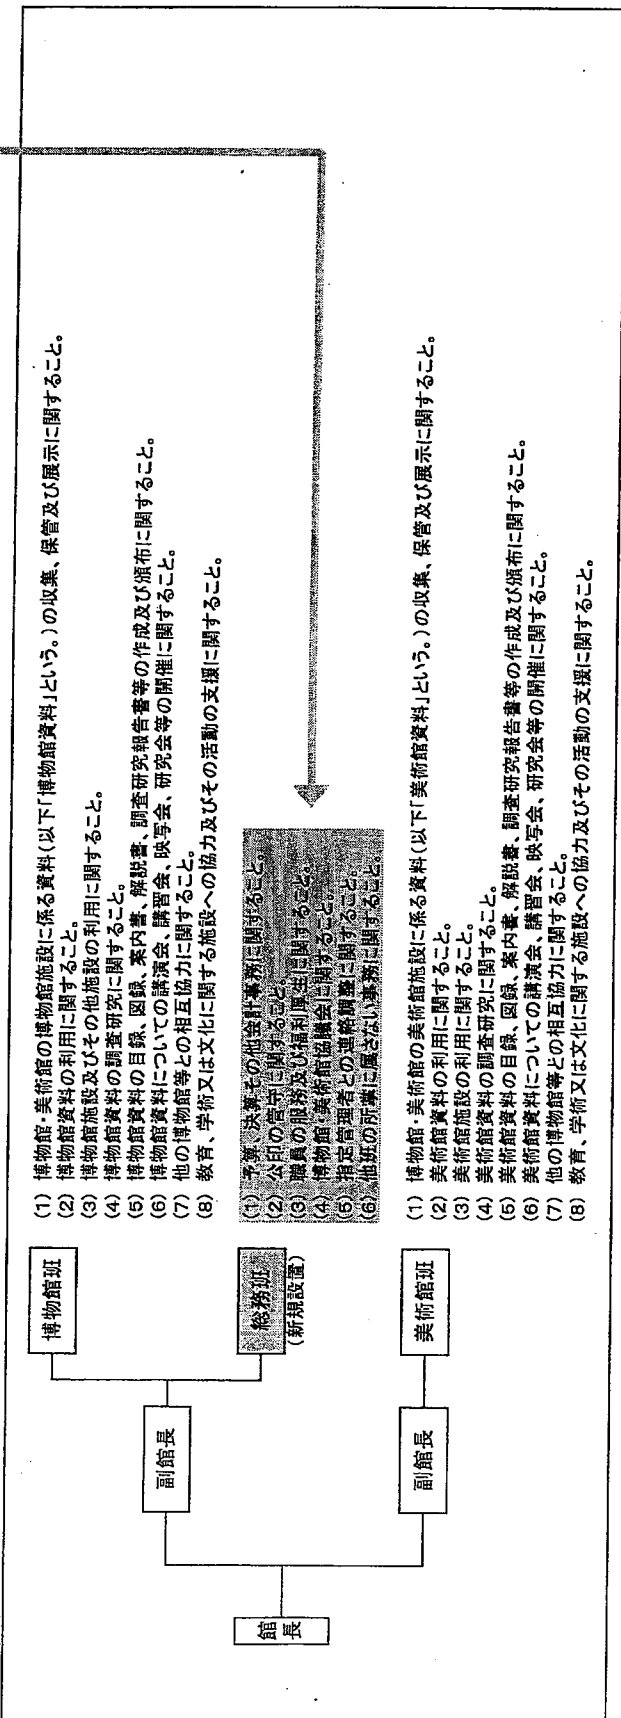 館長
副館長
博物館班
(1) 博物館・美術館の博物館施設に係る資料(以下「博物館資料」という。)の収集、保管及び展示に関すること。
(2) 博物館資料の利用に関すること。
(3) 博物館施設及びその他施設の利用に関すること。
(4) 博物館資料の調査研究に関すること。
(5) 博物館資料の目録、図録、案内書、解説書、調査研究報告書等の作成及び頒布に関すること。
(6) 博物館資料についての講演会、講習会、映写会、研究会等の開催に関すること。
(7) 他の博物館等との相互協力に関すること。
(8) 教育、学術又は文化に関する施設への協力及びその活動の支援に関すること。
総務班
(新規設置)
(1) 予算、決算その他会計事務に関すること。
(2) 公印の管守に関すること。
(3) 職員の服務及び福利厚生に関すること。
(4) 博物館・美術館協議会に関すること。
(5) 指定管理者との連絡調整に関すること。
(6) 他班の所掌に属さない事務に関すること。
副館長
美術館班
(1) 博物館・美術館の美術館施設に係る資料(以下「美術館資料」という。)の収集、保管及び展示に関すること。
(2) 美術館資料の利用に関すること。
(3) 美術館施設の利用に関すること。
(4) 美術館資料の調査研究に関すること。
(5) 美術館資料の目録、図録、案内書、解説書、調査研究報告書等の作成及び頒布に関すること。
(6) 美術館資料についての講演会、講習会、映写会、研究会等の開催に関すること。
(7) 他の博物館等との相互協力に関すること。
(8) 教育、学術又は文化に関する施設への協力及びその活動の支援に関すること。